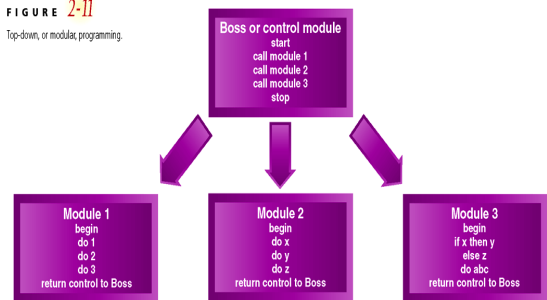 FIGURE 2-11
Top-down, or modular, programming.
Boss or control module
start
call module 1
call module 2
call module 3
stop
Module 1
begin
do 1
do 2
do 3
return control to Boss
Module 2
begin
do x
do y
do z
return control to Boss
Module 3
begin
if x then y
else z
do abc
return control to Boss